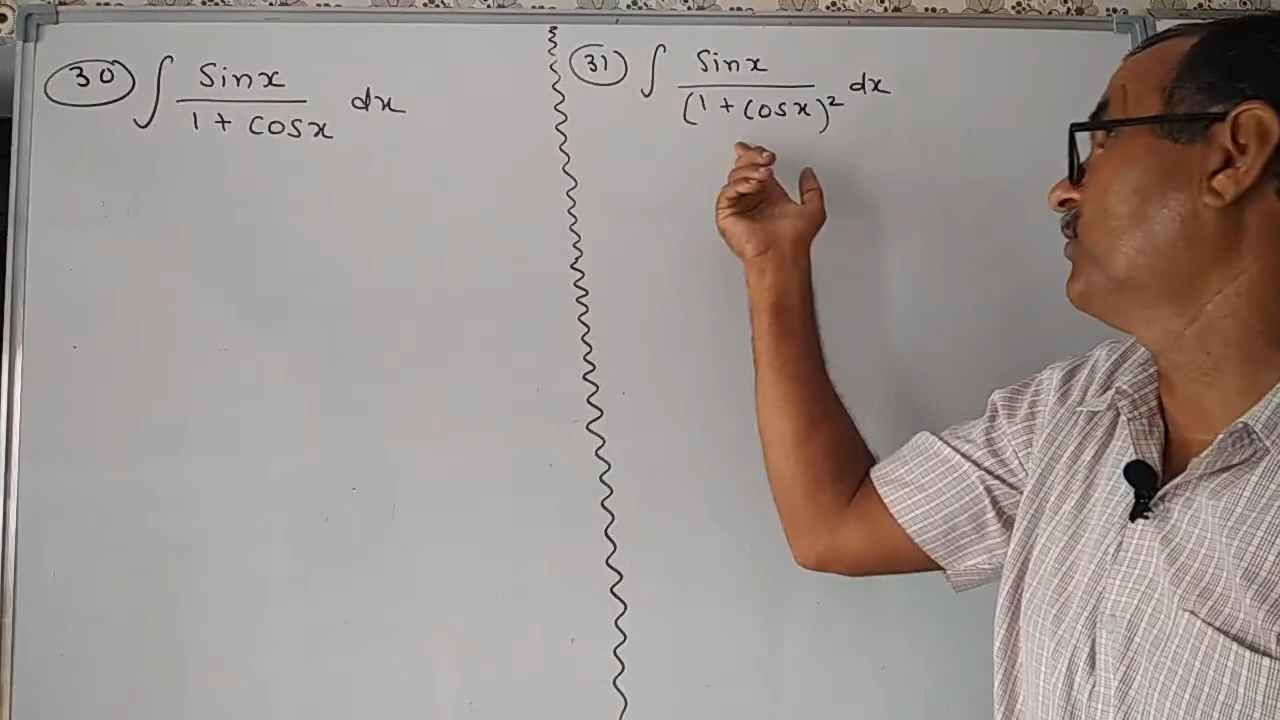 30 ∫ Sinx / 1 + Cosx dx
31 ∫ Sinx / (1 + Cosx)² dx